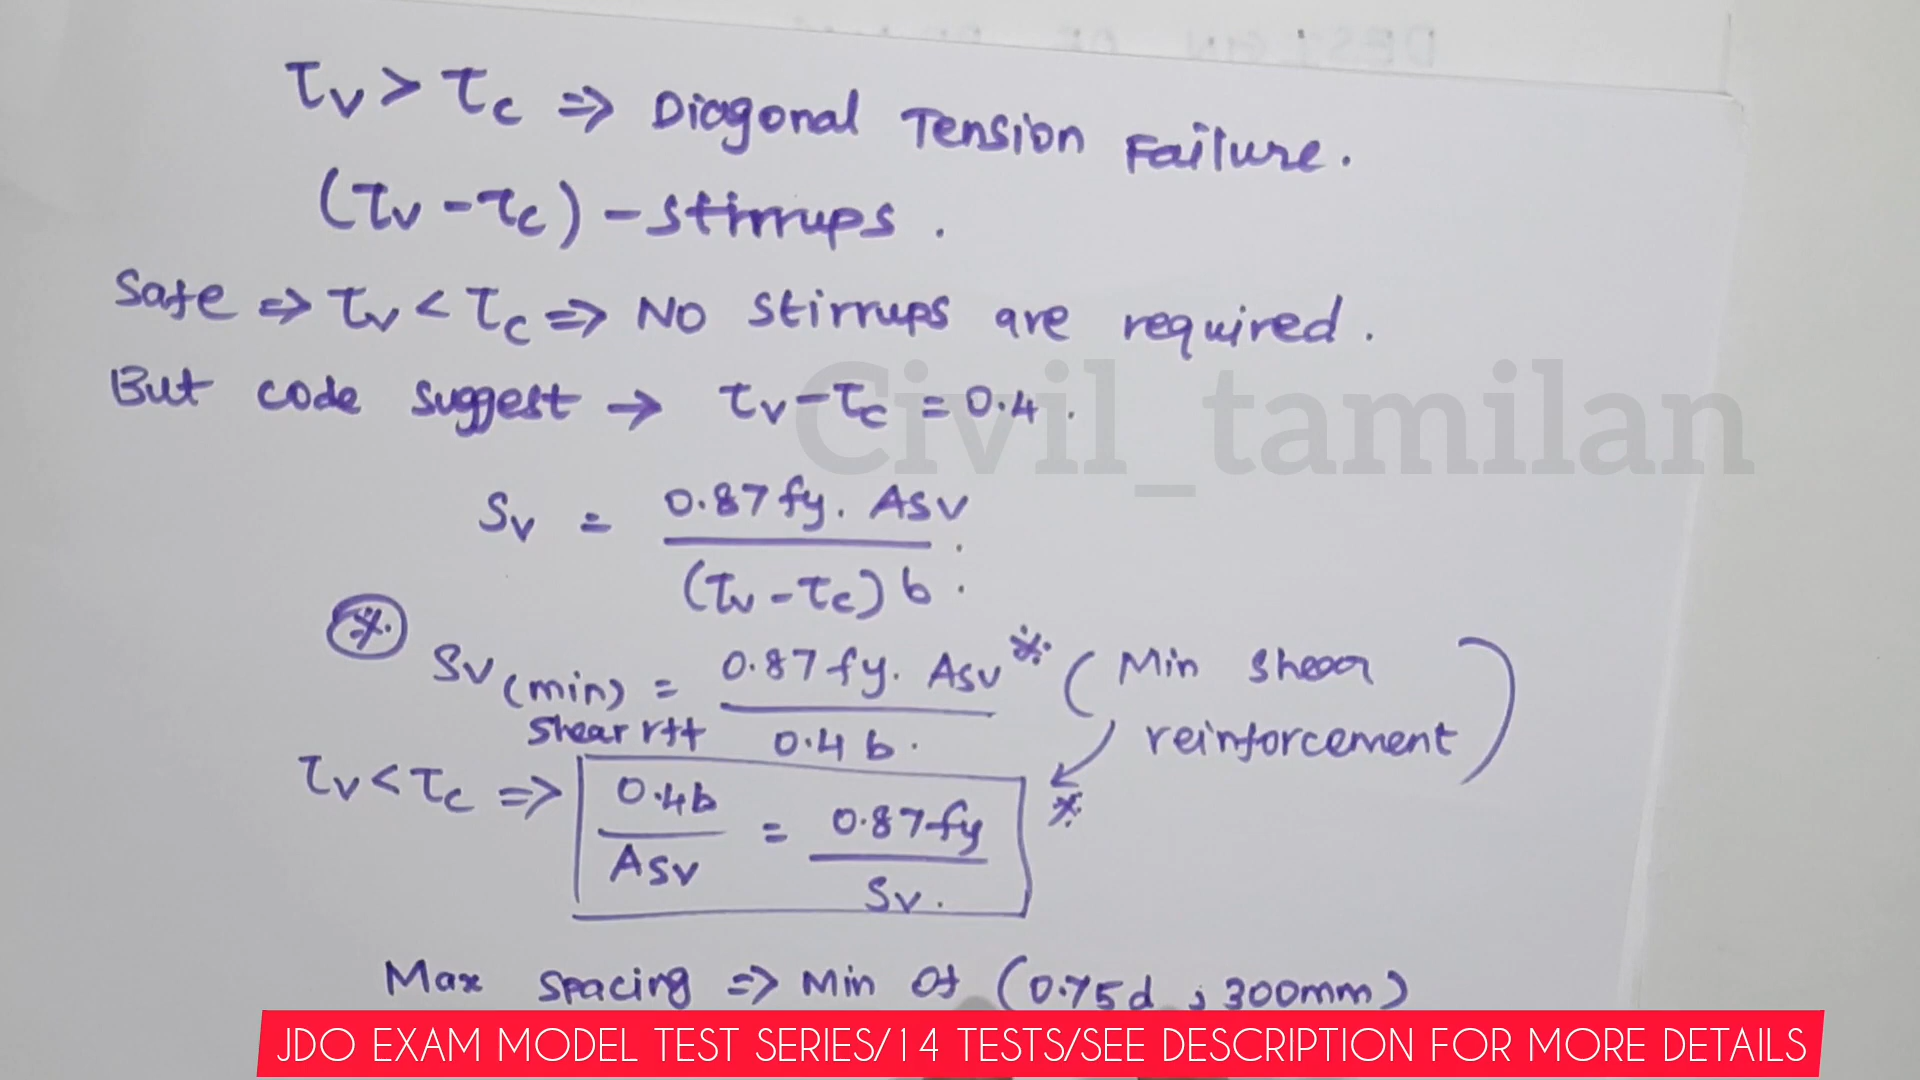 τv > τc ⇒ Diagonal Tension Failure.
(τv - τc) - stirrups.
Safe ⇒ τv < τc ⇒ No stirrups are required.
But code suggest → τv - τc = 0.4.
Sv = 0.87fy. Asv / (τv - τc) b.
Sv (min) shear rft = 0.87fy. Asv / 0.4 b. (Min shear reinforcement)
τv < τc ⇒ 0.4b / Asv = 0.87fy / Sv.
Max spacing ⇒ Min of (0.75d, 300mm)
Civil_tamilan
JDO EXAM MODEL TEST SERIES/14 TESTS/SEE DESCRIPTION FOR MORE DETAILS